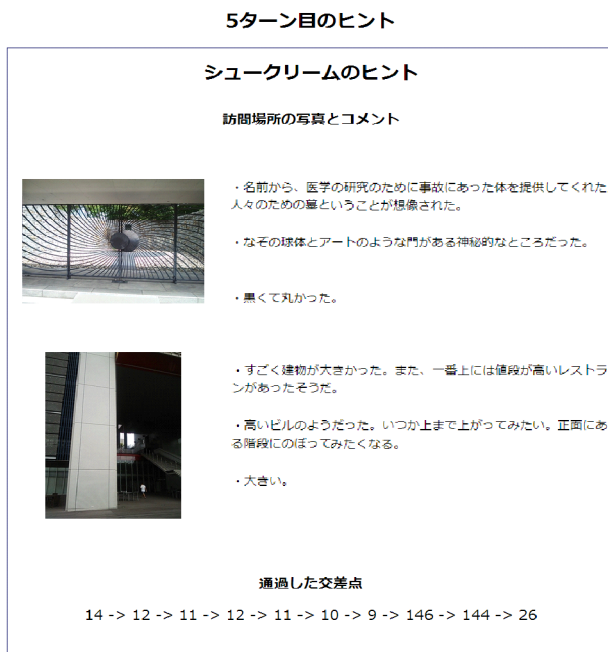 5ターン目のヒント
シュークリームのヒント
訪問場所の写真とコメント
・名前から、医学の研究のために事故にあった体を提供してくれた
人々のための墓ということが想像された。
・なぞの球体とアートのような門がある神秘的なところだった。
・黒くて丸かった。
・すごく建物が大きかった。また、一番上には値段が高いレストラ
ンがあったそうだ。
・高いビルのようだった。いつか上まで上がってみたい。正面にあ
る階段にのぼってみたくなる。
・大きい。
通過した交差点
14 -> 12 -> 11 -> 12 -> 11 -> 10 -> 9 -> 146 -> 144 -> 26